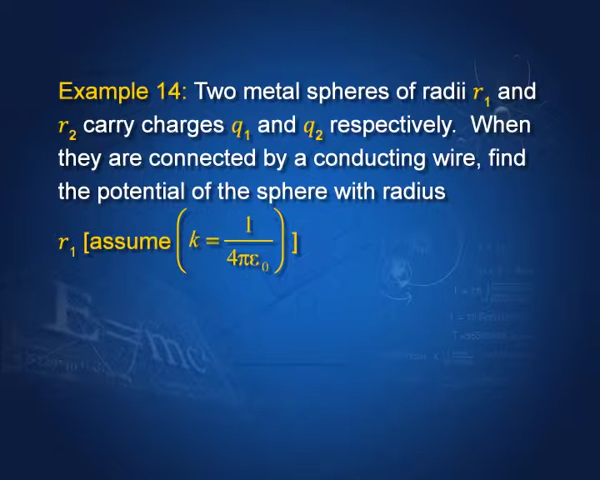 Example 14: Two metal spheres of radii r₁ and
r₂ carry charges q₁ and q₂ respectively. When
they are connected by a conducting wire, find
the potential of the sphere with radius
r₁ [assume (k = 1/4πε₀) ]
E=mc